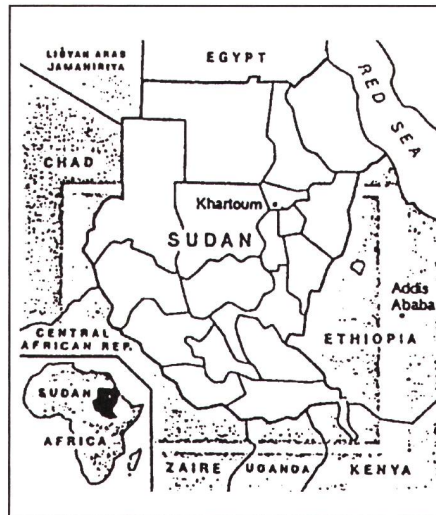 LIBYAN ARAB
JAMAHIRITA
EGYPT
RED SEA
CHAD
Khartoum
SUDAN
Addis
Ababa
CENTRAL
AFRICAN REP.
ETHIOPIA
SUDAN
AFRICA
ZAIRE
UGANDA
KENYA